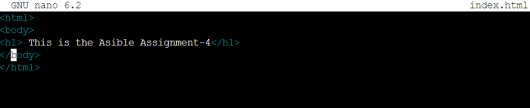 GNU nano 6.2 index.html
<html>
<body>
<h1> This is the Asible Assignment-4</h1>
</body>
</html>